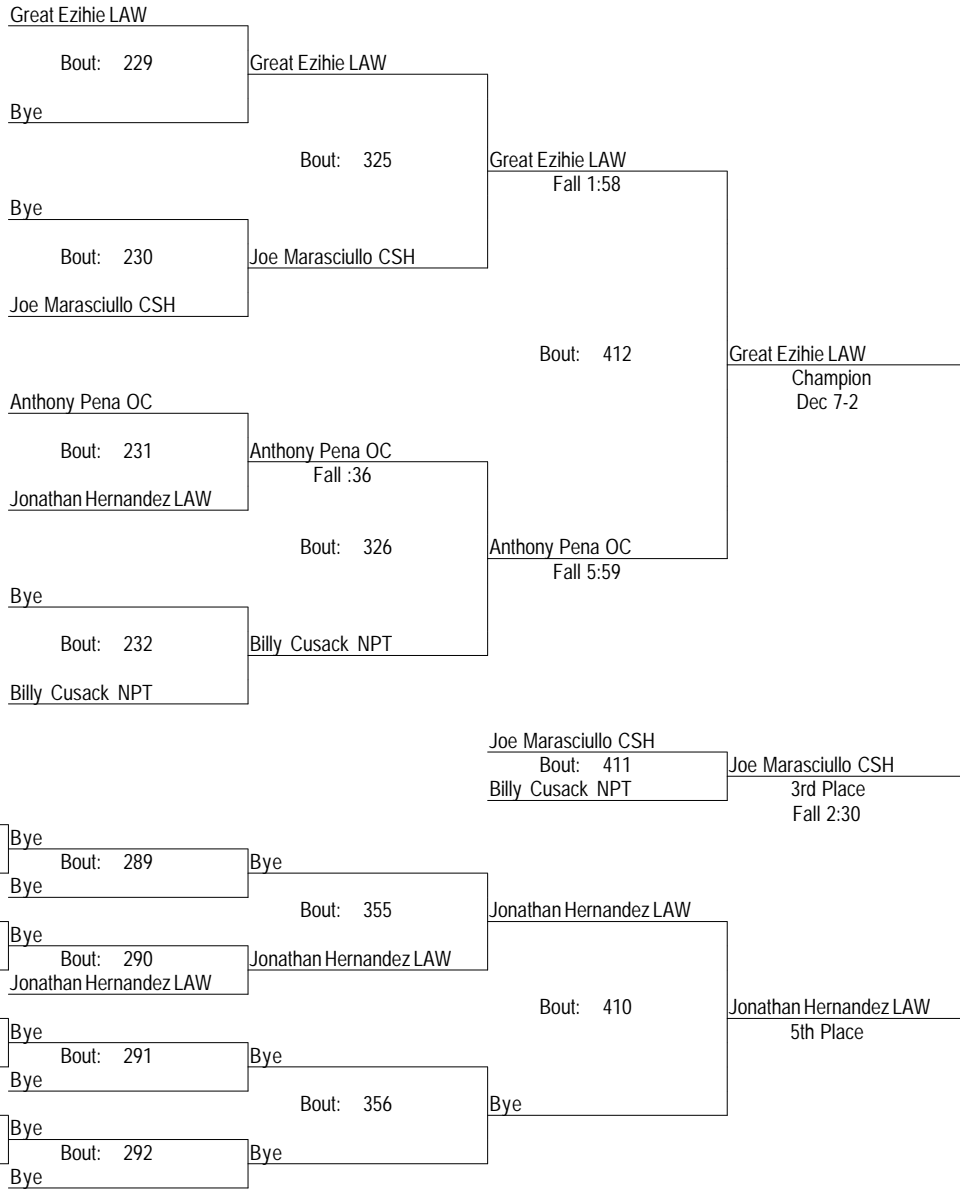 Great Ezihie LAW
Bout: 229
Great Ezihie LAW
Bye
Bout: 325
Great Ezihie LAW
Fall 1:58
Bye
Bout: 230
Joe Marasciullo CSH
Joe Marasciullo CSH
Bout: 412
Great Ezihie LAW
Champion
Dec 7-2
Anthony Pena OC
Bout: 231
Anthony Pena OC
Fall :36
Jonathan Hernandez LAW
Bout: 326
Anthony Pena OC
Fall 5:59
Bye
Bout: 232
Billy Cusack NPT
Billy Cusack NPT
Joe Marasciullo CSH
Bout: 411
Joe Marasciullo CSH
Billy Cusack NPT
3rd Place
Fall 2:30
Bye
Bout: 289
Bye
Bye
Bout: 355
Jonathan Hernandez LAW
Bye
Bout: 290
Jonathan Hernandez LAW
Jonathan Hernandez LAW
Bout: 410
Jonathan Hernandez LAW
5th Place
Bye
Bout: 291
Bye
Bye
Bout: 356
Bye
Bye
Bout: 292
Bye
Bye